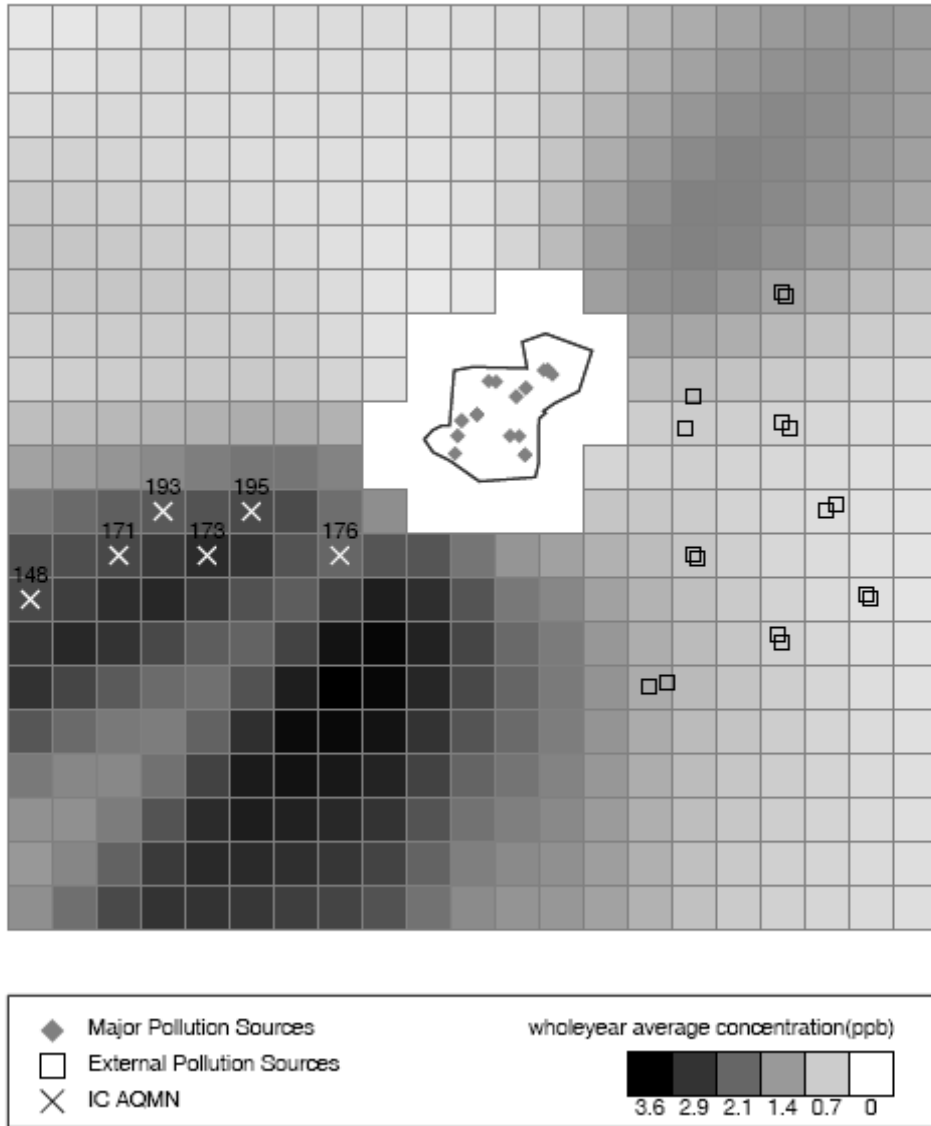 193 195
171 173 176
148
Major Pollution Sources
External Pollution Sources
IC AQMN
wholeyear average concentration(ppb)
3.6 2.9 2.1 1.4 0.7 0